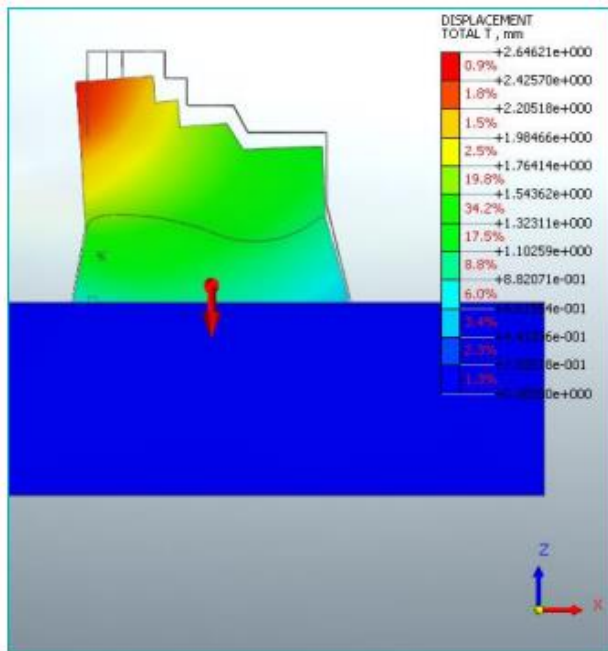 DISPLACEMENT
TOTAL T , mm
+2.64621e+000
0.9%
+2.42570e+000
1.8%
+2.20518e+000
1.5%
+1.98466e+000
2.5%
+1.76414e+000
19.8%
+1.54362e+000
34.2%
+1.32311e+000
17.5%
+1.10259e+000
8.8%
+8.82071e-001
6.0%
3.4%
2.3%
1.3%
Z
X